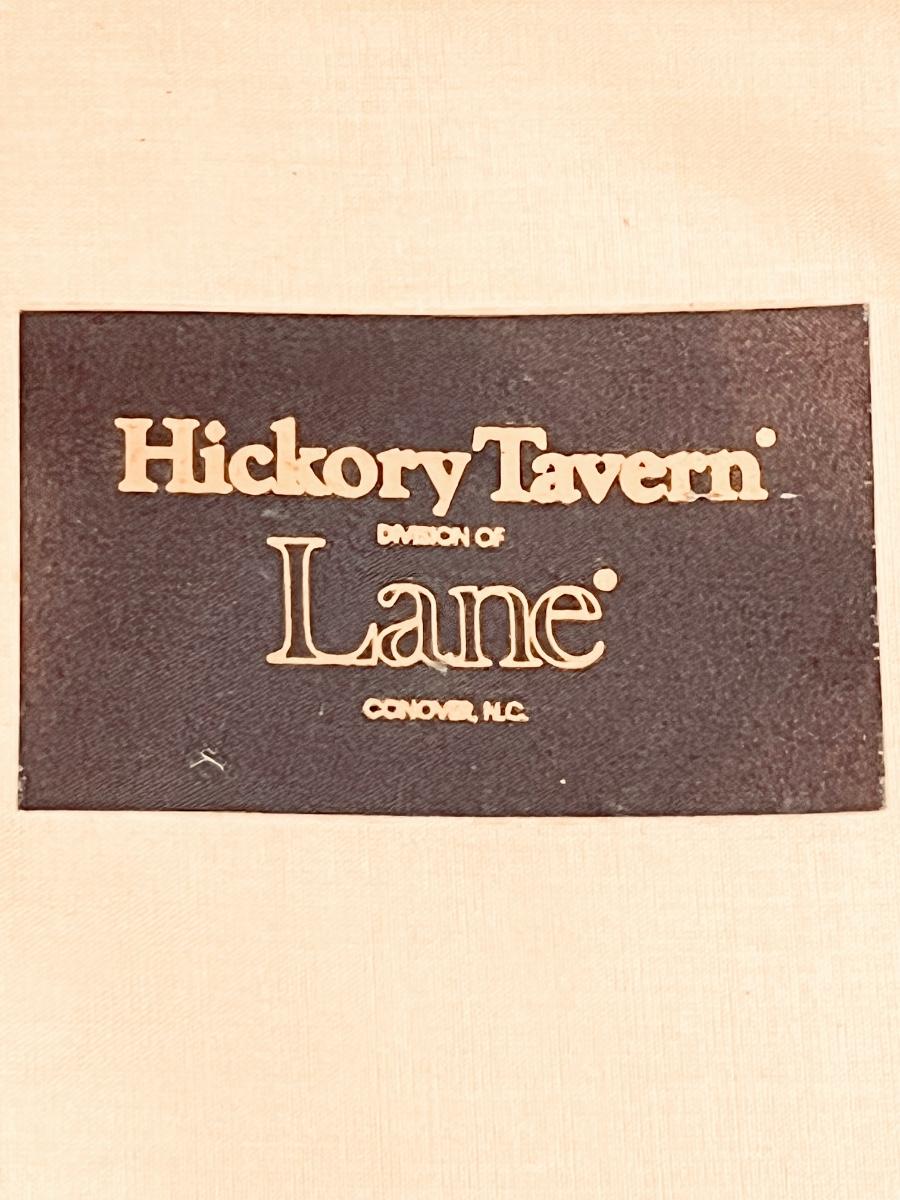 Hickory Tavern
DIVISION OF
Lane
CONOVER, N.C.